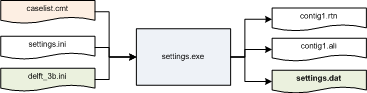 caselist.cmt
settings.ini
delft_3b.ini
settings.exe
contig1.rtn
contig1.ali
settings.dat